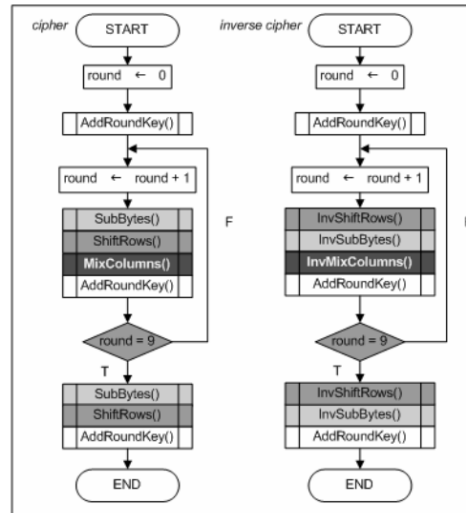 cipher
START
round ← 0
AddRoundKey()
round ← round + 1
SubBytes()
ShiftRows()
MixColumns()
AddRoundKey()
F
round = 9
T
SubBytes()
ShiftRows()
AddRoundKey()
END
inverse cipher
START
round ← 0
AddRoundKey()
round ← round + 1
InvShiftRows()
InvSubBytes()
InvMixColumns()
AddRoundKey()
round = 9
T
InvShiftRows()
InvSubBytes()
AddRoundKey()
END